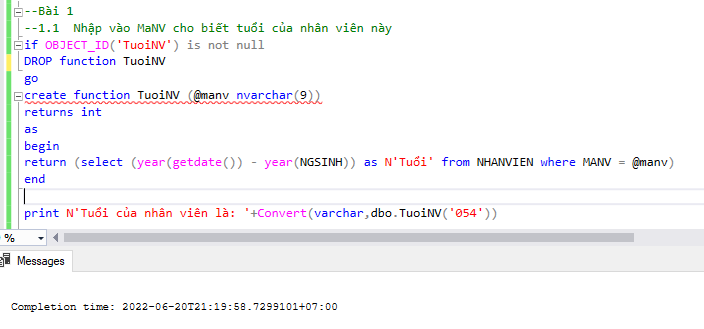 --Bài 1
--1.1  Nhập vào MaNV cho biết tuổi của nhân viên này
if OBJECT_ID('TuoiNV') is not null
DROP function TuoiNV
go
create function TuoiNV (@manv nvarchar(9))
returns int
as
begin
return (select (year(getdate()) - year(NGSINH)) as N'Tuổi' from NHANVIEN where MANV = @manv)
end
print N'Tuổi của nhân viên là: '+Convert(varchar,dbo.TuoiNV('054'))
%
Messages
Completion time: 2022-06-20T21:19:58.7299101+07:00